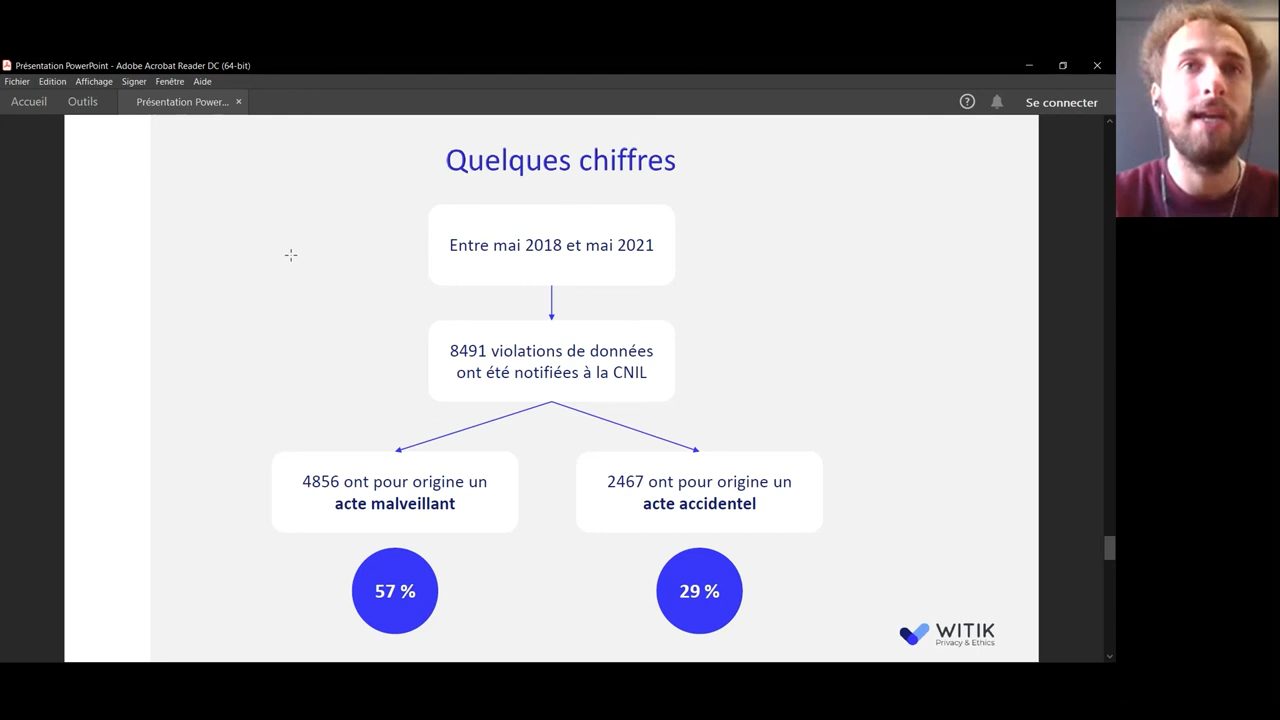 Présentation PowerPoint - Adobe Acrobat Reader DC (64-bit)
Fichier Edition Affichage Signer Fenêtre Aide
Accueil Outils Présentation Power... × Se connecter
Quelques chiffres
Entre mai 2018 et mai 2021
8491 violations de données
ont été notifiées à la CNIL
4856 ont pour origine un
acte malveillant
2467 ont pour origine un
acte accidentel
57 %
29 %
WITIK
Privacy & Ethics